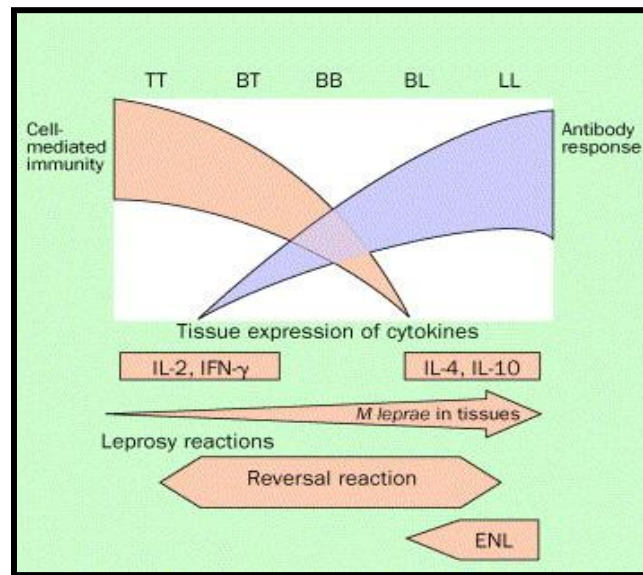 TT BT BB BL LL
Cell-
mediated
immunity
Antibody
response
Tissue expression of cytokines
IL-2, IFN-γ
IL-4, IL-10
M leprae in tissues
Leprosy reactions
Reversal reaction
ENL